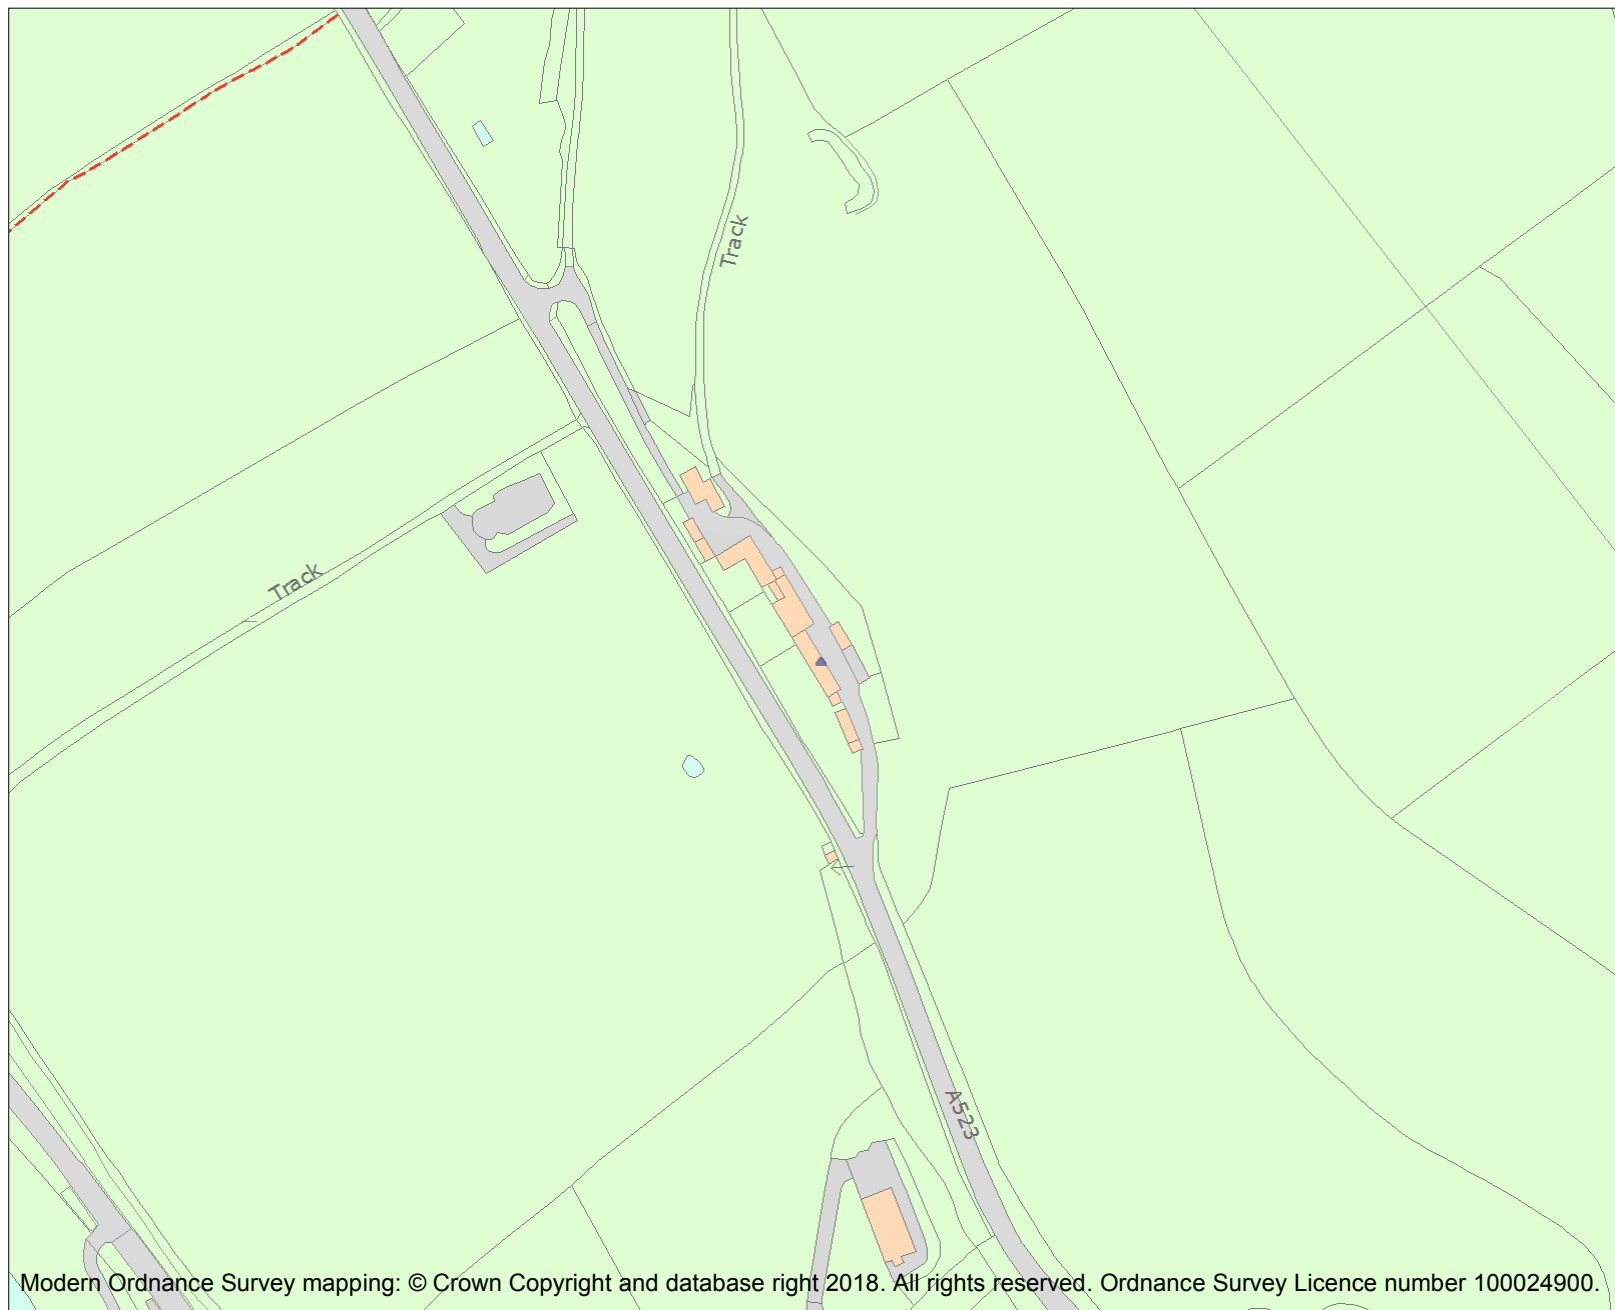 Track
Track
A523
Modern Ordnance Survey mapping: © Crown Copyright and database right 2018. All rights reserved. Ordnance Survey Licence number 100024900.